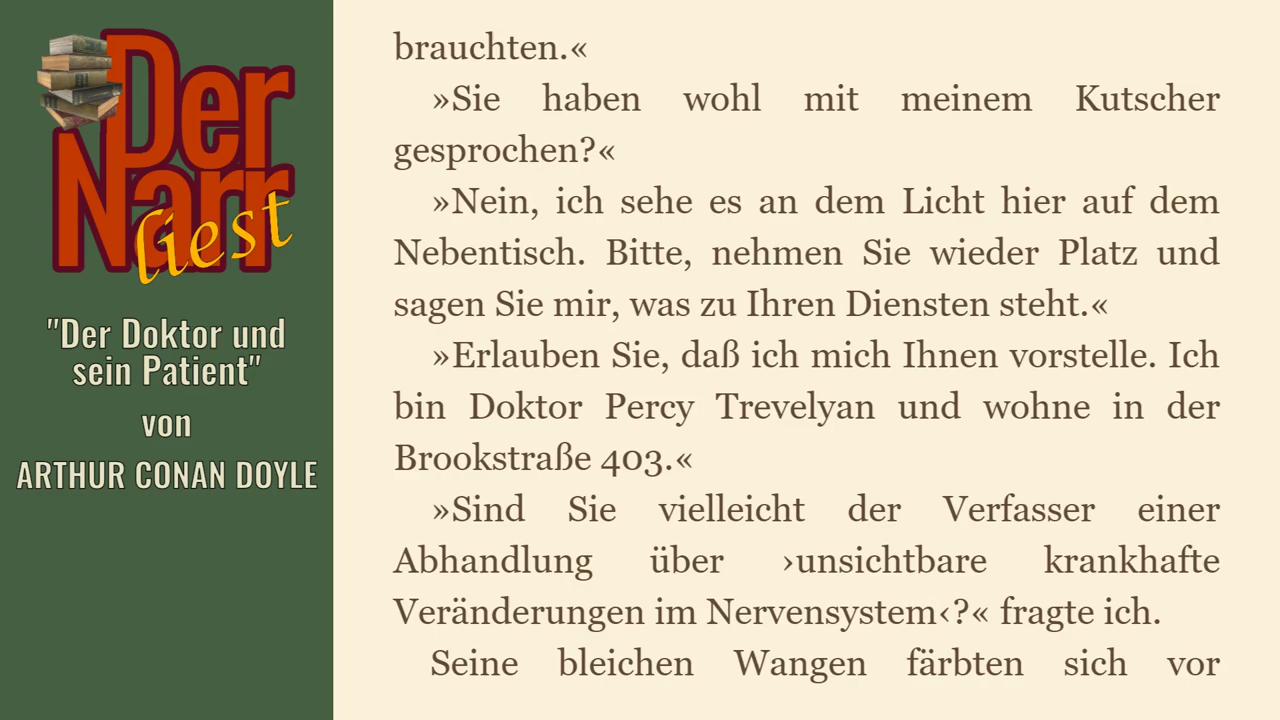 Der
Narr
liest
"Der Doktor und
sein Patient"
von
ARTHUR CONAN DOYLE
brauchten.«
»Sie haben wohl mit meinem Kutscher
gesprochen?«
»Nein, ich sehe es an dem Licht hier auf dem
Nebentisch. Bitte, nehmen Sie wieder Platz und
sagen Sie mir, was zu Ihren Diensten steht.«
»Erlauben Sie, daß ich mich Ihnen vorstelle. Ich
bin Doktor Percy Trevelyan und wohne in der
Brookstraße 403.«
»Sind Sie vielleicht der Verfasser einer
Abhandlung über ›unsichtbare krankhafte
Veränderungen im Nervensystem‹?« fragte ich.
Seine bleichen Wangen färbten sich vor